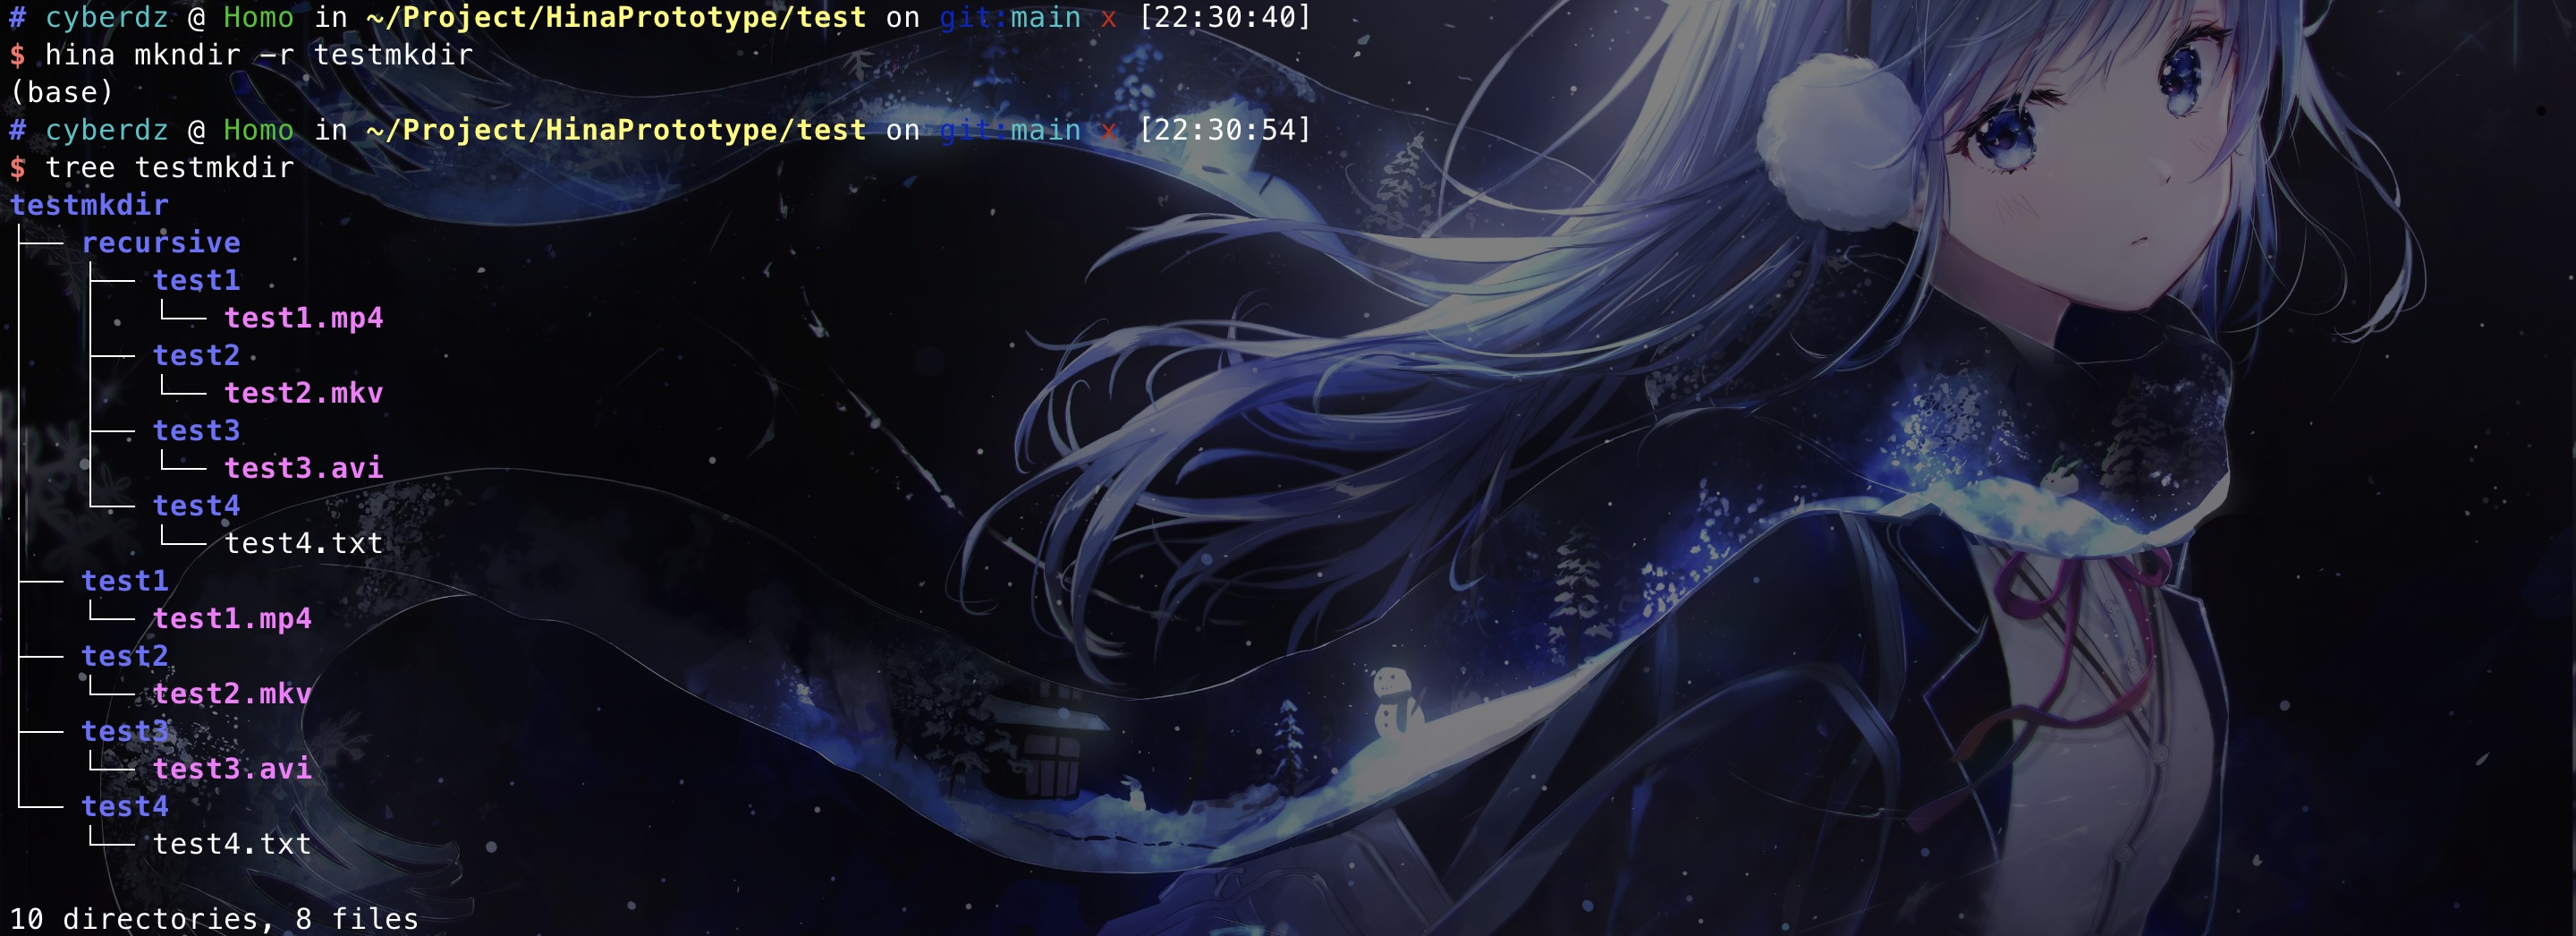 # cyberdz @ Homo in ~/Project/HinaPrototype/test on git:main x [22:30:40]
$ hina mkndir -r testmkdir
(base)
# cyberdz @ Homo in ~/Project/HinaPrototype/test on git:main x [22:30:54]
$ tree testmkdir
testmkdir
├── recursive
│   ├── test1
│   │   └── test1.mp4
│   ├── test2
│   │   └── test2.mkv
│   ├── test3
│   │   └── test3.avi
│   └── test4
│       └── test4.txt
├── test1
│   └── test1.mp4
├── test2
│   └── test2.mkv
├── test3
│   └── test3.avi
└── test4
    └── test4.txt
10 directories, 8 files